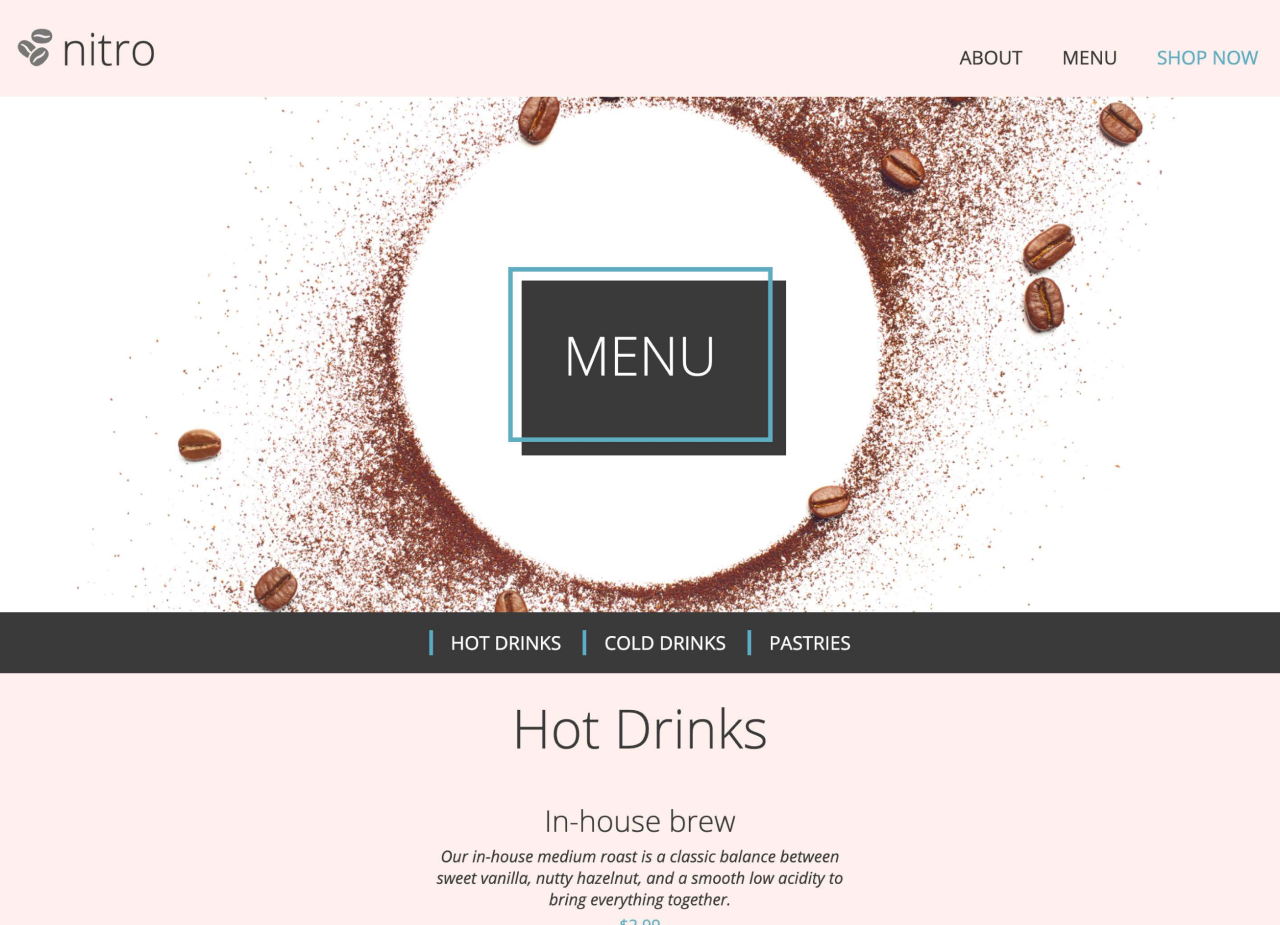 nitro
ABOUT MENU SHOP NOW
MENU
HOT DRINKS COLD DRINKS PASTRIES
Hot Drinks
In-house brew
Our in-house medium roast is a classic balance between
sweet vanilla, nutty hazelnut, and a smooth low acidity to
bring everything together.